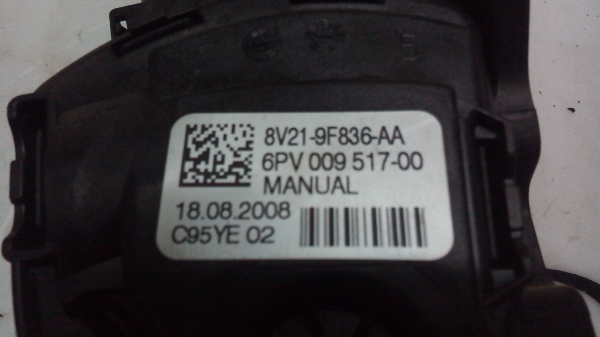 8V21-9F836-AA
6PV 009 517-00
MANUAL
18.08.2008
C95YE 02